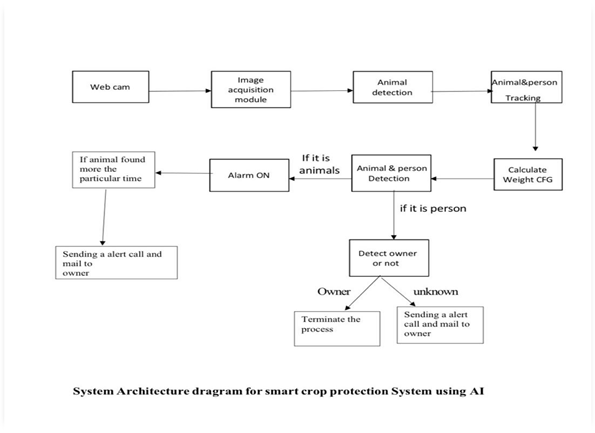 Web cam
Image
acquisition
module
Animal
detection
Animal&person
Tracking
If animal found
more the
particular time
Alarm ON
If it is
animals
Animal & person
Detection
Calculate
Weight CFG
if it is person
Sending a alert call and
mail to
owner
Detect owner
or not
Owner
unknown
Terminate the
process
Sending a alert
call and mail to
owner
System Architecture dragram for smart crop protection System using AI